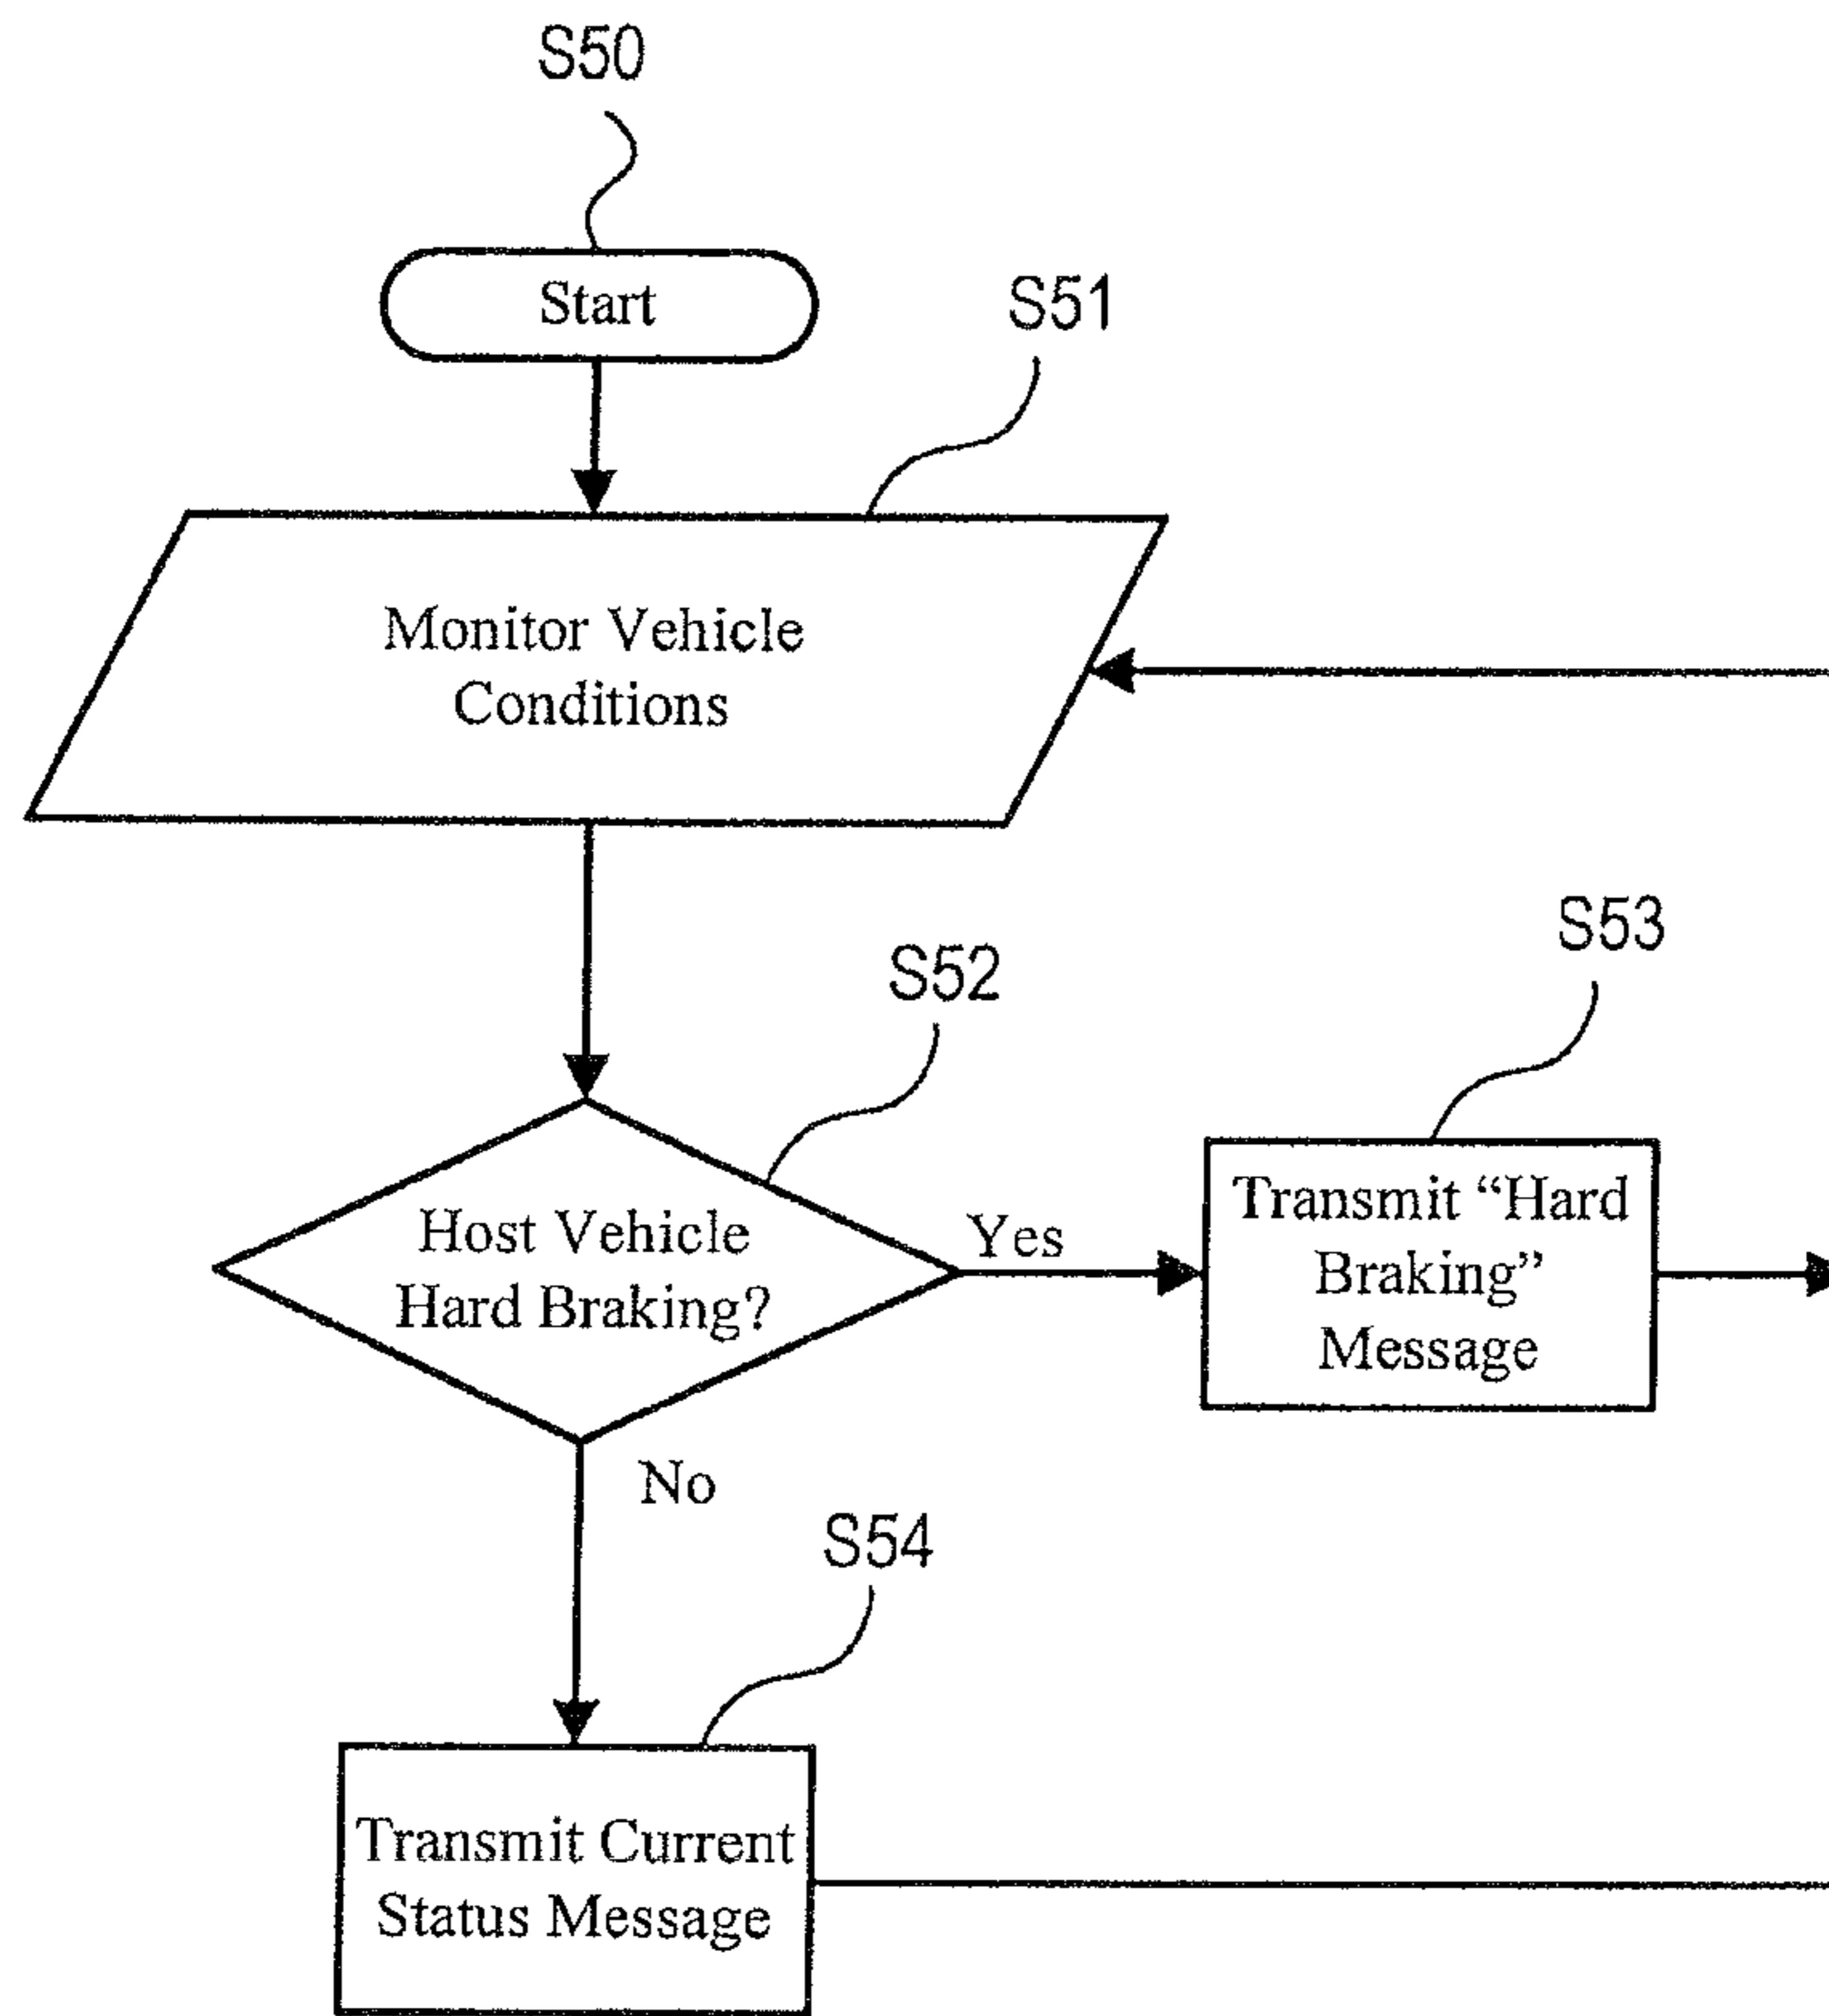 S50
Start
S51
Monitor Vehicle
Conditions
S52
S53
Host Vehicle
Hard Braking?
Yes
Transmit “Hard
Braking”
Message
No
S54
Transmit Current
Status Message